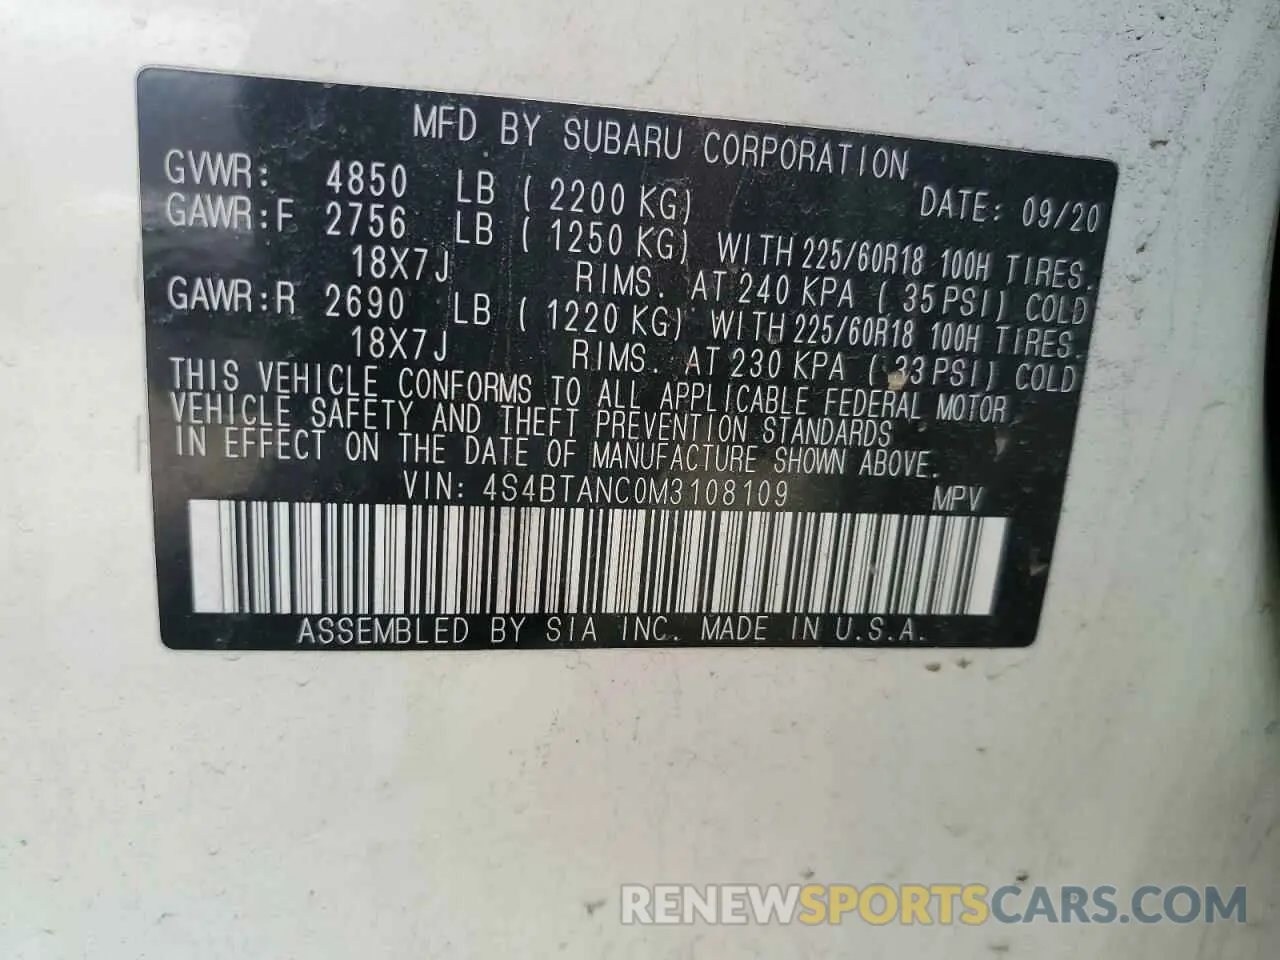 MFD BY SUBARU CORPORATION
GVWR: 4850 LB ( 2200 KG) DATE: 09/20
GAWR:F 2756 LB ( 1250 KG) WITH 225/60R18 100H TIRES.
18X7J RIMS. AT 240 KPA ( 35 PSI) COLD
GAWR:R 2690 LB ( 1220 KG) WITH 225/60R18 100H TIRES.
18X7J RIMS. AT 230 KPA ( 33 PSI) COLD
THIS VEHICLE CONFORMS TO ALL APPLICABLE FEDERAL MOTOR
VEHICLE SAFETY AND THEFT PREVENTION STANDARDS
IN EFFECT ON THE DATE OF MANUFACTURE SHOWN ABOVE.
VIN: 4S4BTANC0M3108109 MPV
ASSEMBLED BY SIA INC. MADE IN U.S.A.
RENEWSPORTSCARS.COM